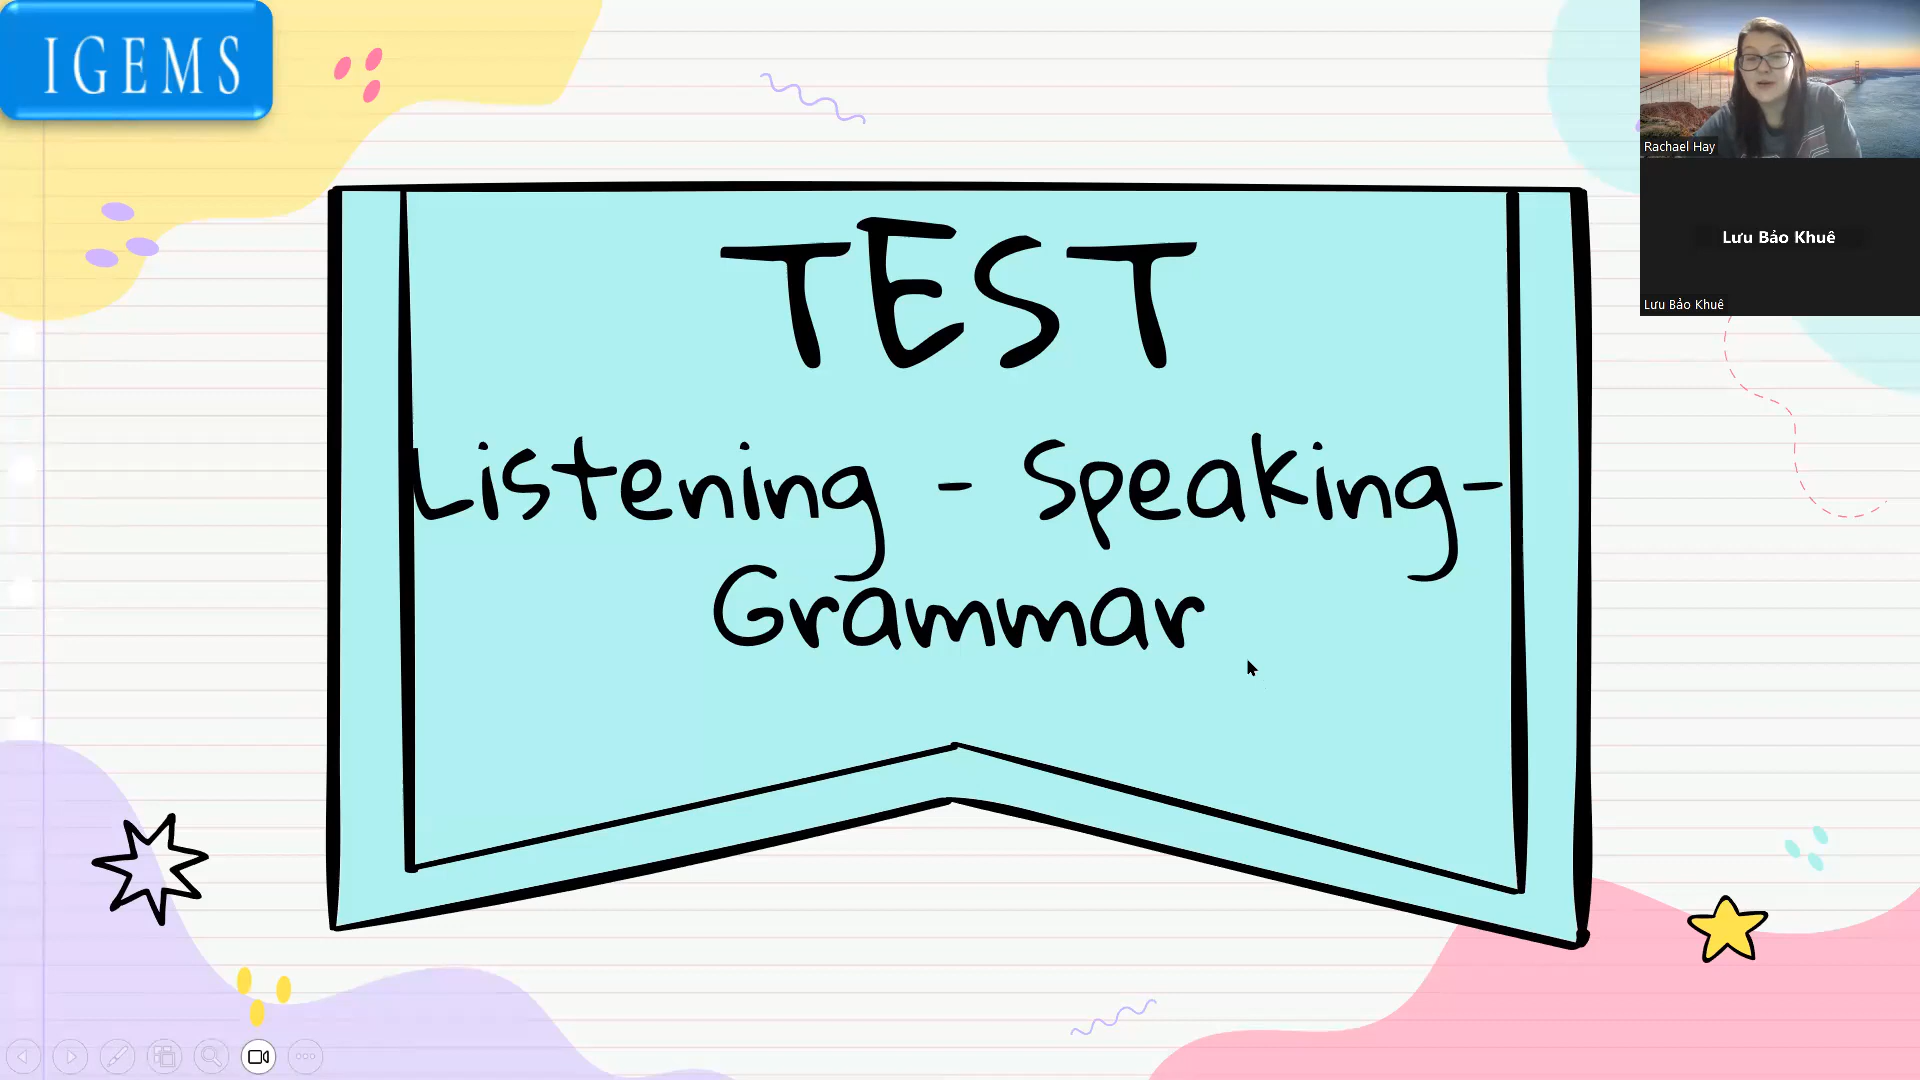 IGEMS
TEST
Listening - Speaking-
Grammar
Rachael Hay
Lưu Bảo Khuê
Lưu Bảo Khuê